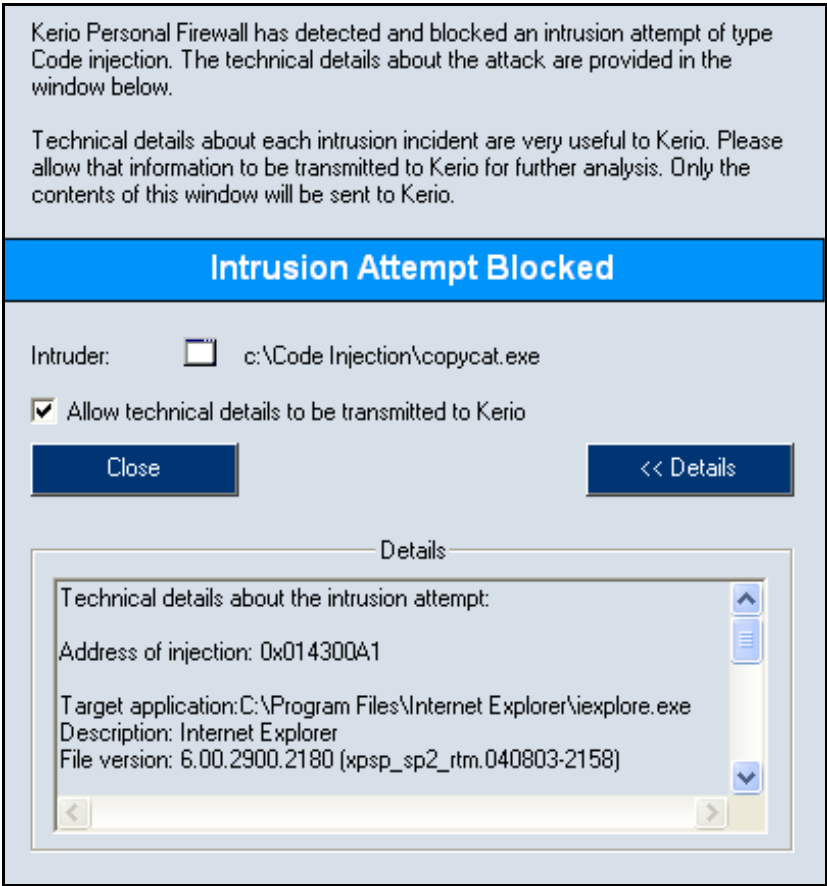 Kerio Personal Firewall has detected and blocked an intrusion attempt of type
Code injection. The technical details about the attack are provided in the
window below.
Technical details about each intrusion incident are very useful to Kerio. Please
allow that information to be transmitted to Kerio for further analysis. Only the
contents of this window will be sent to Kerio.
Intrusion Attempt Blocked
Intruder: c:\Code Injection\copycat.exe
Allow technical details to be transmitted to Kerio
Close << Details
Details
Technical details about the intrusion attempt:
Address of injection: 0x014300A1
Target application:C:\Program Files\Internet Explorer\iexplore.exe
Description: Internet Explorer
File version: 6.00.2900.2180 (xpsp_sp2_rtm.040803-2158)